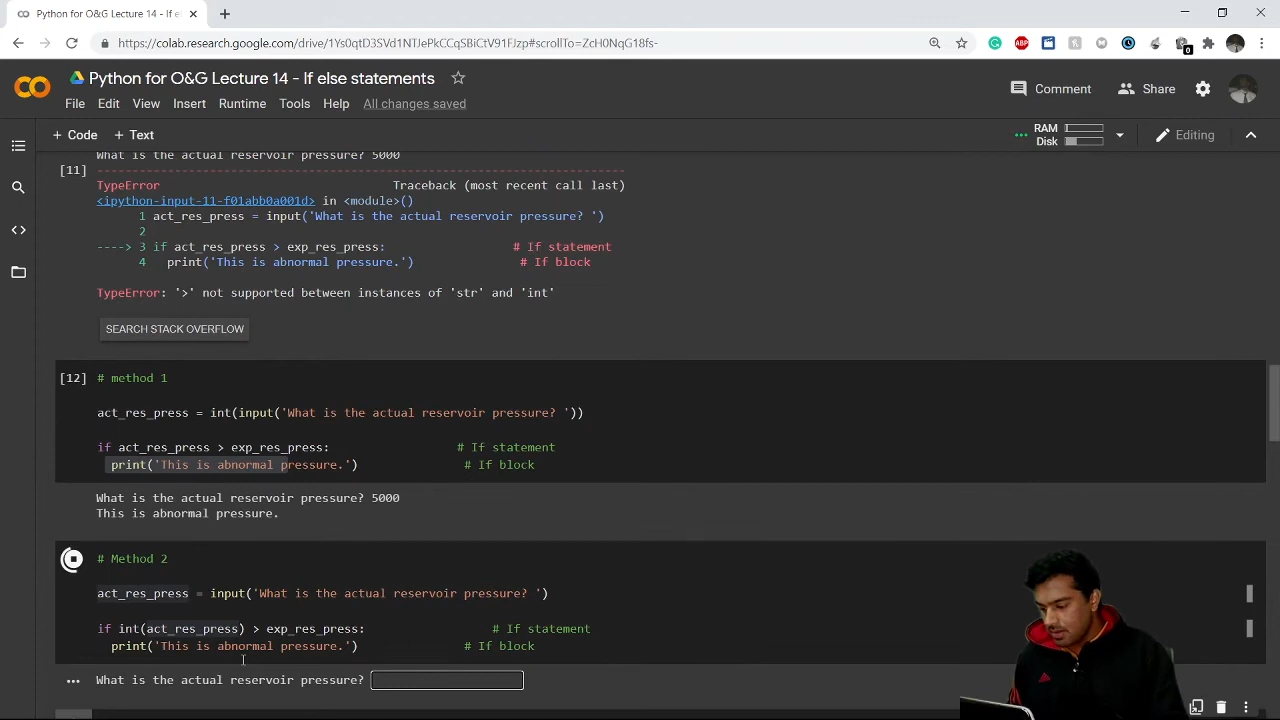 Python for O&G Lecture 14 - If e
https://colab.research.google.com/drive/1Ys0qtD3SVd1NTJePkCCqSBiCtV91FJzp#scrollTo=ZcH0NqG18fs-
ABP
0
Python for O&G Lecture 14 - If else statements
File Edit View Insert Runtime Tools Help All changes saved
Comment Share
+ Code + Text
RAM
Disk
Editing
What is the actual reservoir pressure? 5000
[11]
TypeError Traceback (most recent call last)
<ipython-input-11-f01abb0a001d> in <module>()
1 act_res_press = input('What is the actual reservoir pressure? ')
2
----> 3 if act_res_press > exp_res_press: # If statement
4 print('This is abnormal pressure.') # If block
TypeError: '>' not supported between instances of 'str' and 'int'
SEARCH STACK OVERFLOW
[12] # method 1
act_res_press = int(input('What is the actual reservoir pressure? '))
if act_res_press > exp_res_press: # If statement
print('This is abnormal pressure.') # If block
What is the actual reservoir pressure? 5000
This is abnormal pressure.
# Method 2
act_res_press = input('What is the actual reservoir pressure? ')
if int(act_res_press) > exp_res_press: # If statement
print('This is abnormal pressure.') # If block
... What is the actual reservoir pressure?